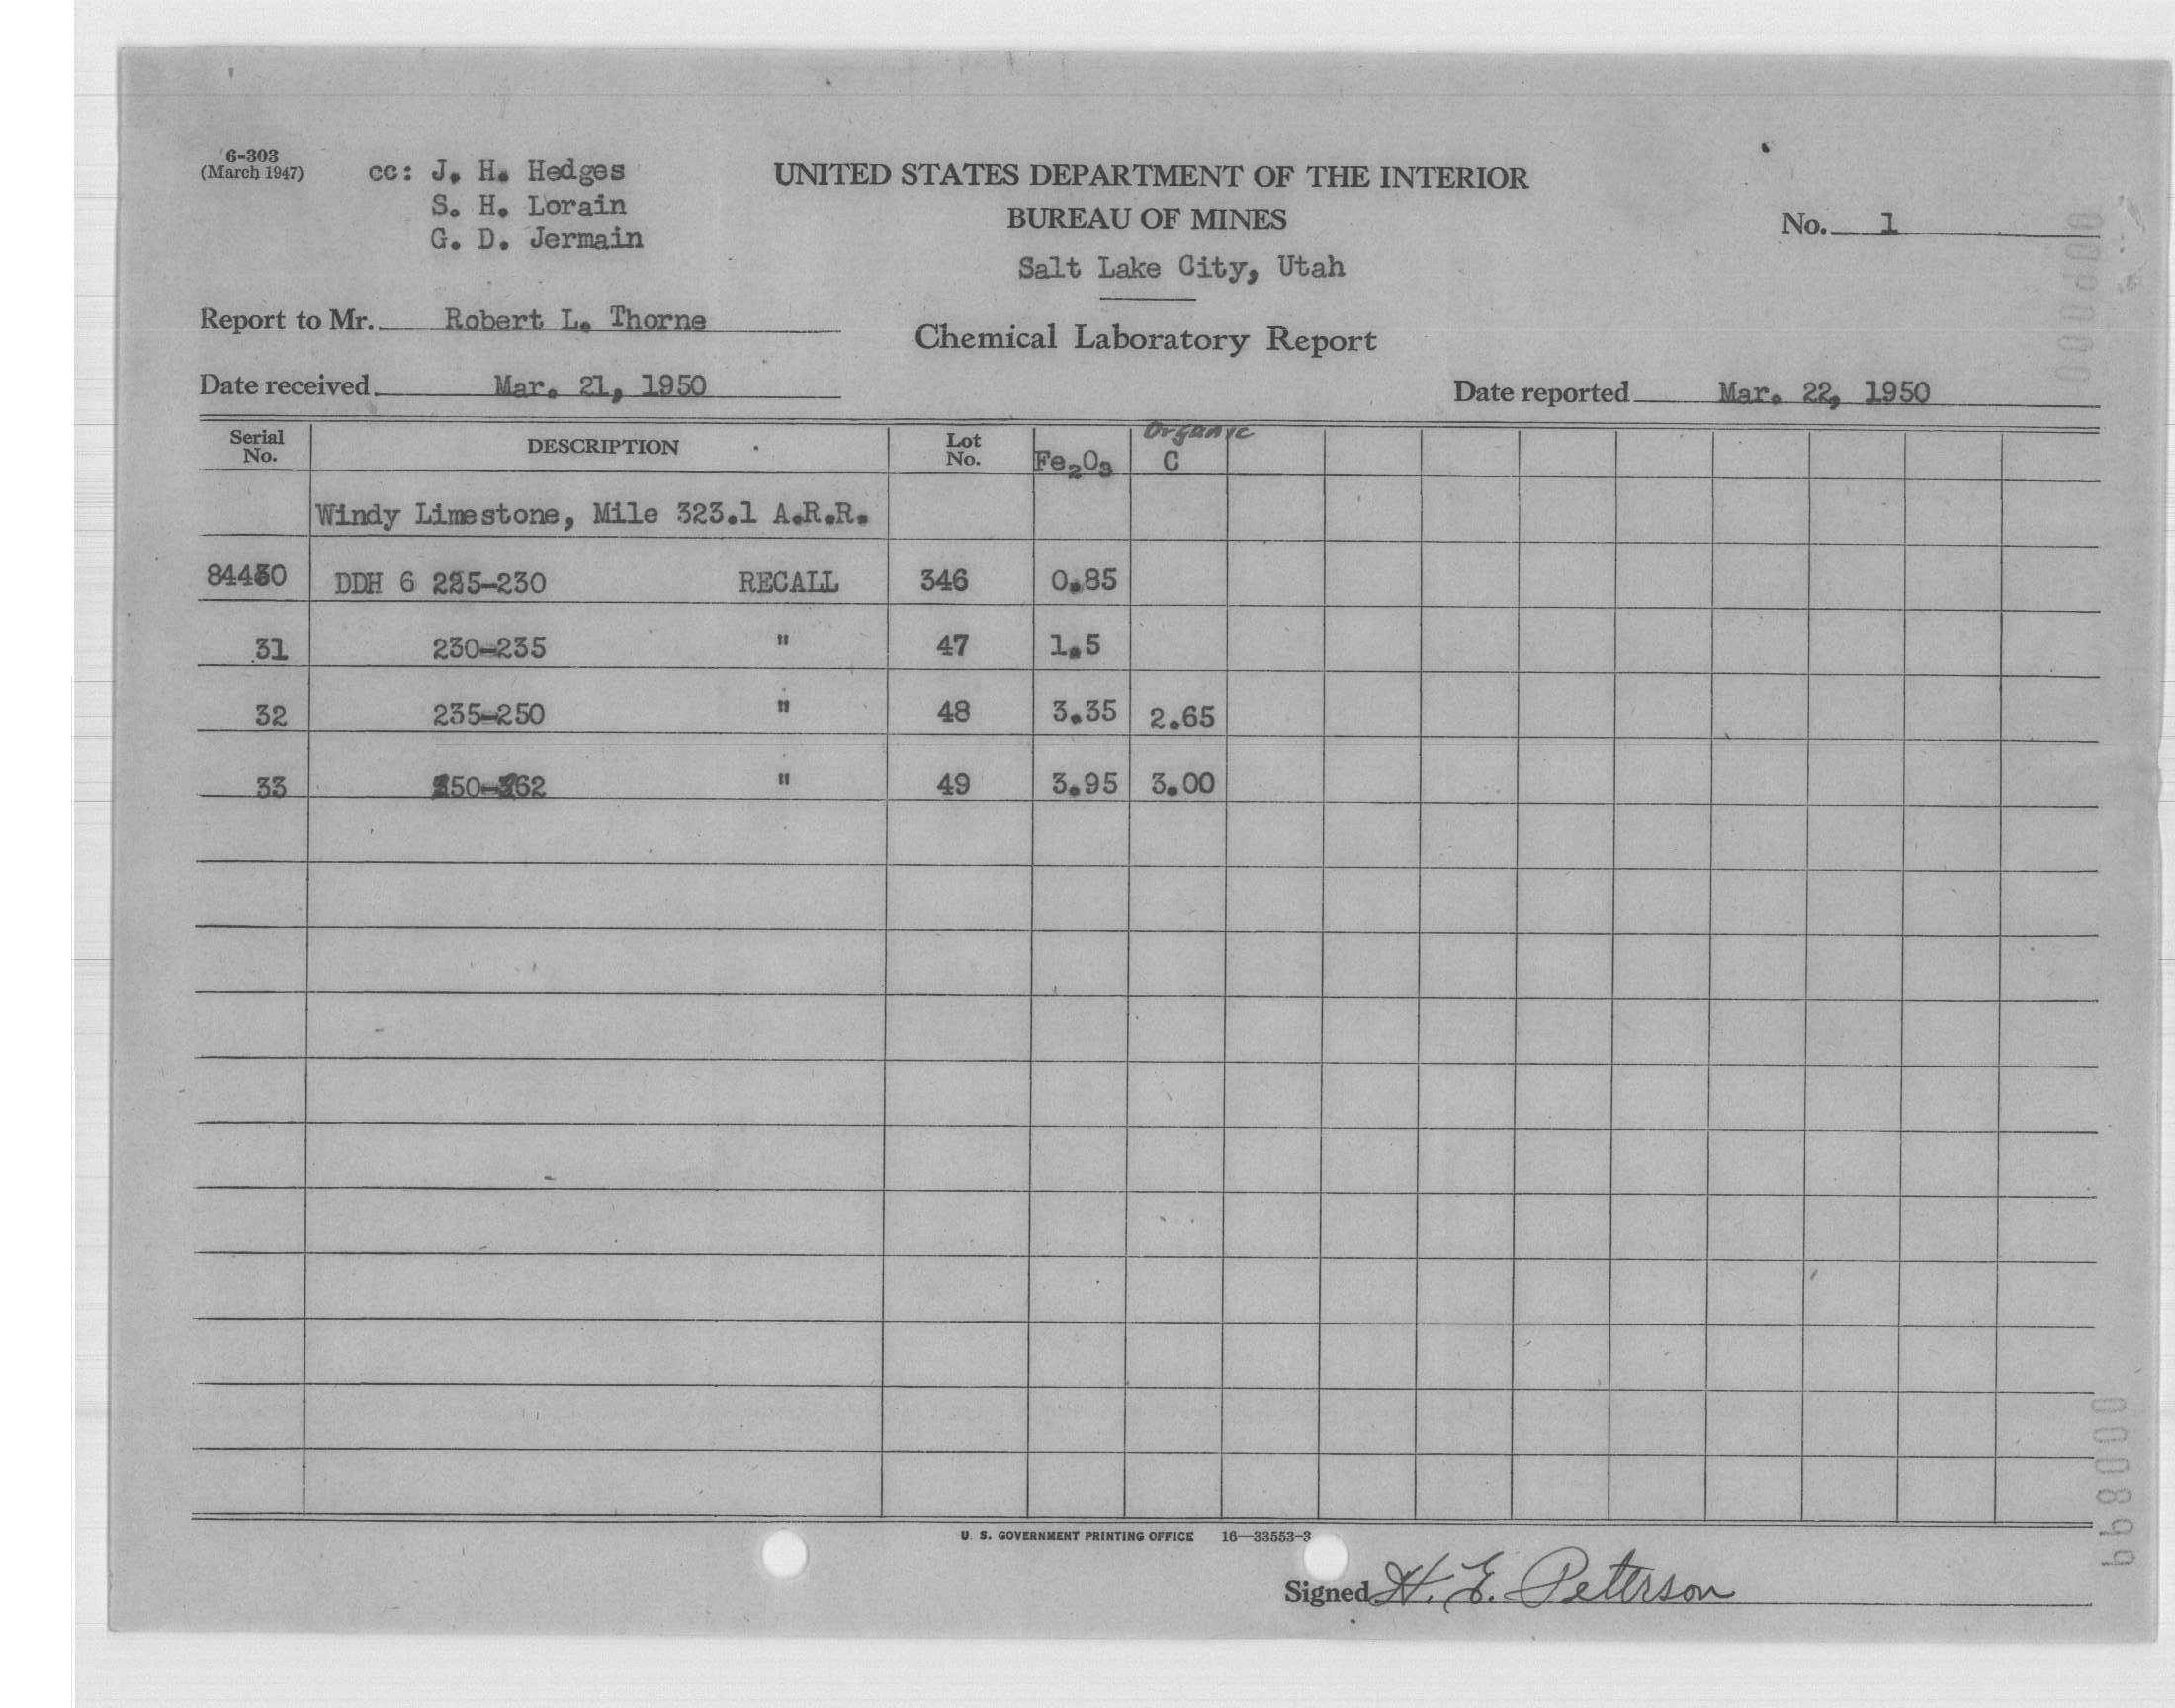 6-303
(March 1947)
cc: J. H. Hedges
S. H. Lorain
G. D. Jermain
UNITED STATES DEPARTMENT OF THE INTERIOR
BUREAU OF MINES
Salt Lake City, Utah
No. 1
Report to Mr. Robert L. Thorne
Chemical Laboratory Report
Date received Mar. 21, 1950
Date reported Mar. 22, 1950
Serial No. DESCRIPTION Lot No. Fe2O3 Organic C
Windy Limestone, Mile 323.1 A.R.R.
84430 DDH 6 225-230 RECALL 346 0.85
31 230-235 " 47 1.5
32 235-250 " 48 3.35 2.65
33 250-262 " 49 3.95 3.00
U. S. GOVERNMENT PRINTING OFFICE 16—33553-3
Signed H. E. Peterson